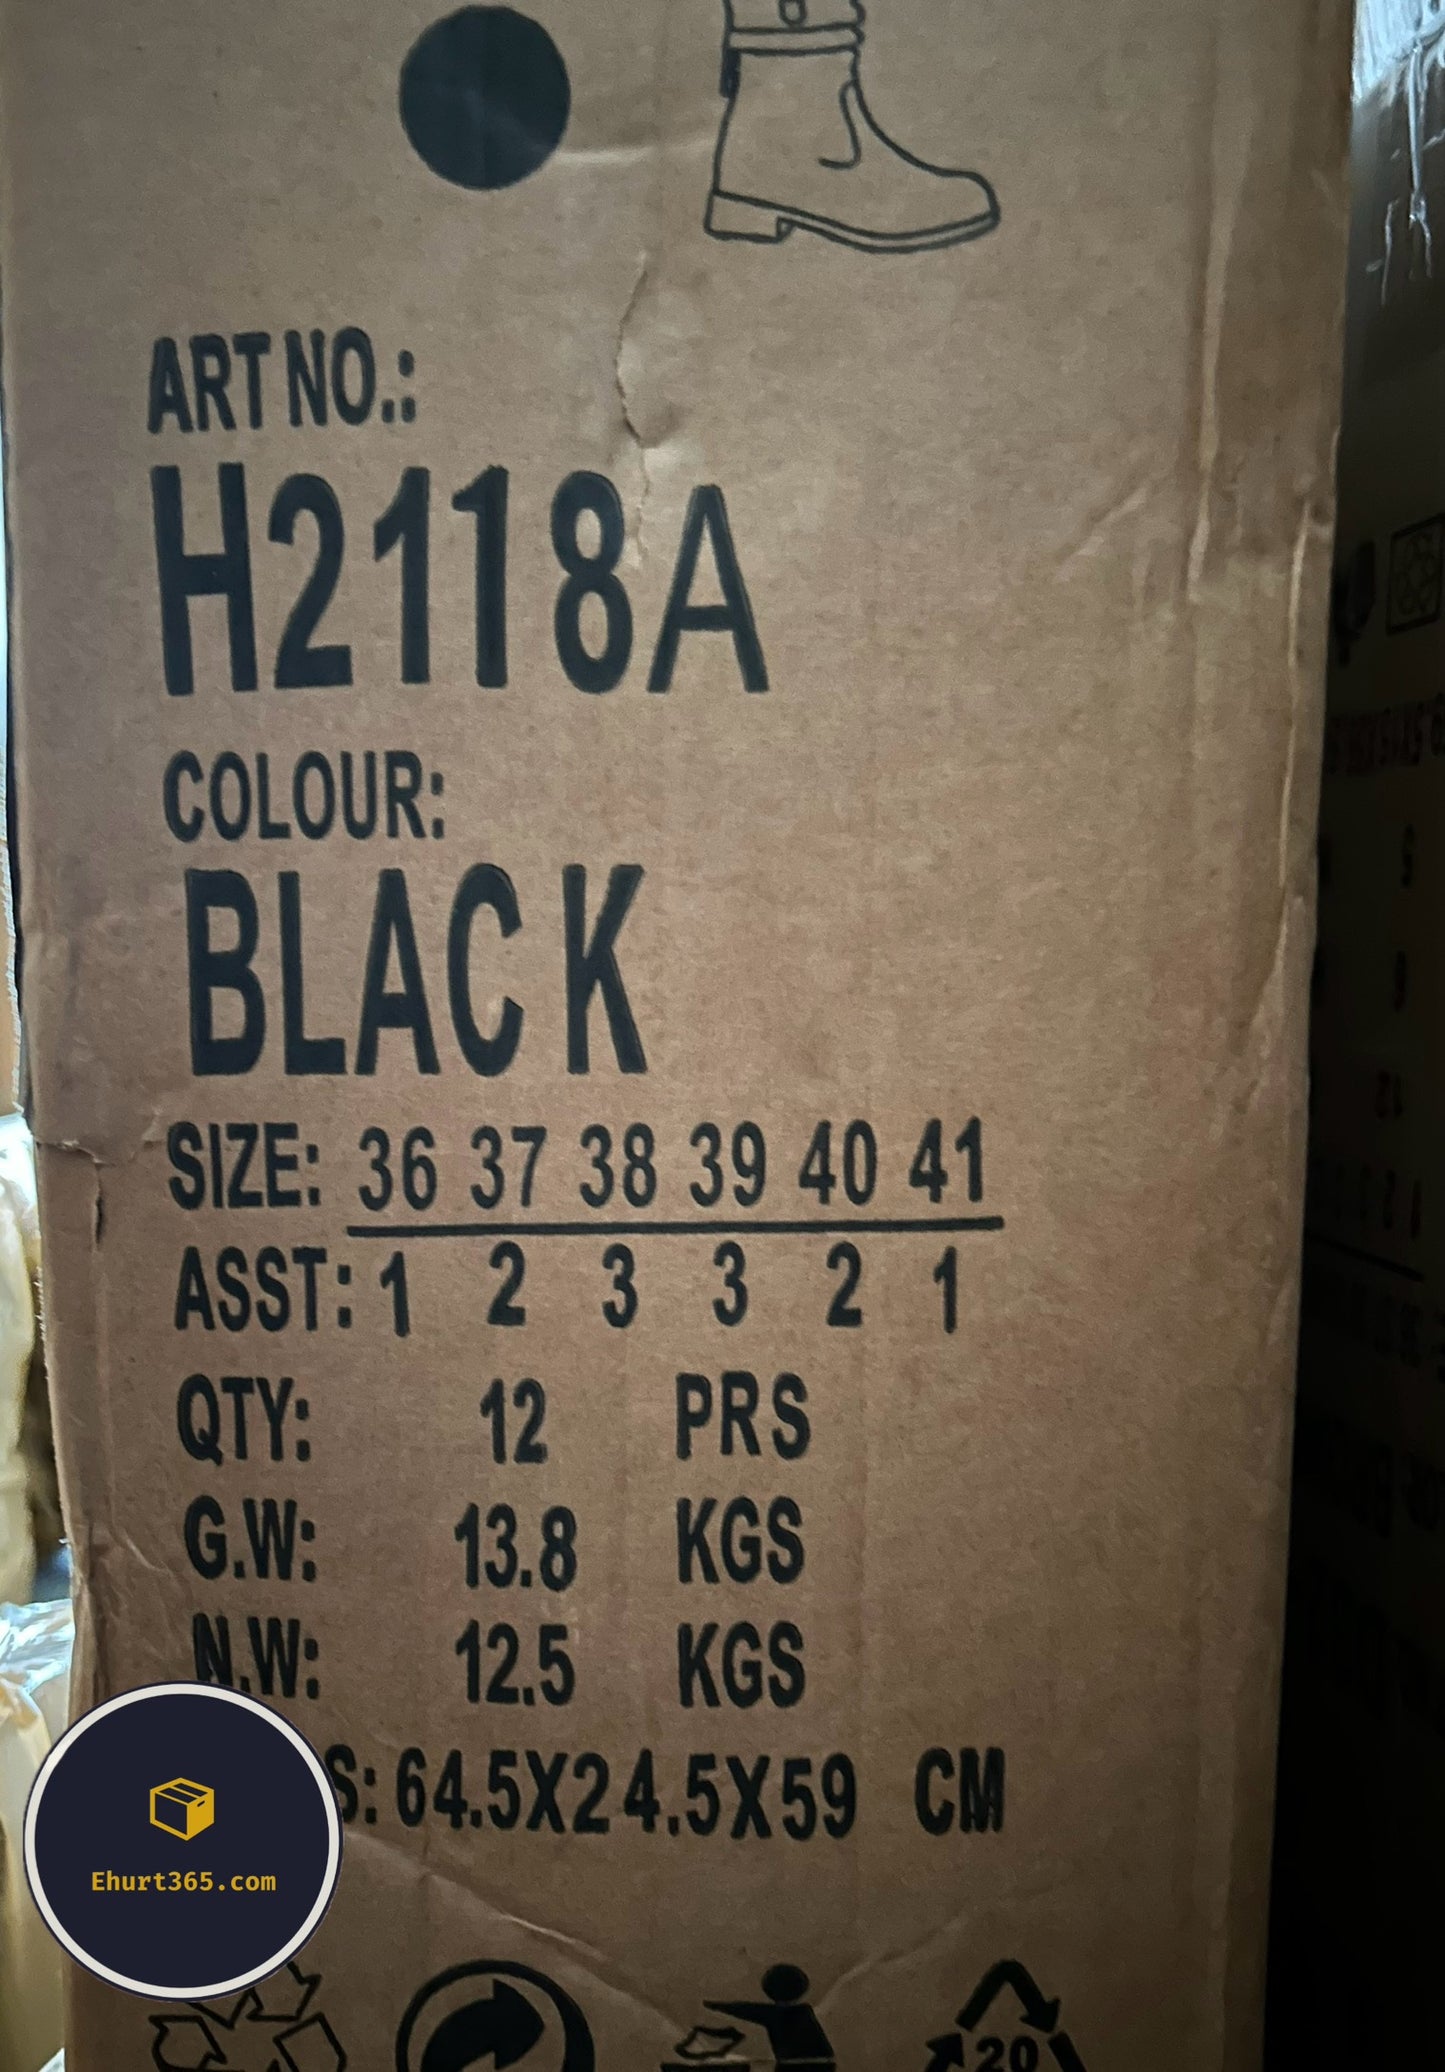 ART NO.:
H2118A
COLOUR:
BLACK
SIZE: 36 37 38 39 40 41
ASST: 1 2 3 3 2 1
QTY: 12 PRS
G.W: 13.8 KGS
N.W: 12.5 KGS
S: 64.5X24.5X59 CM
Ehurt365.com
20